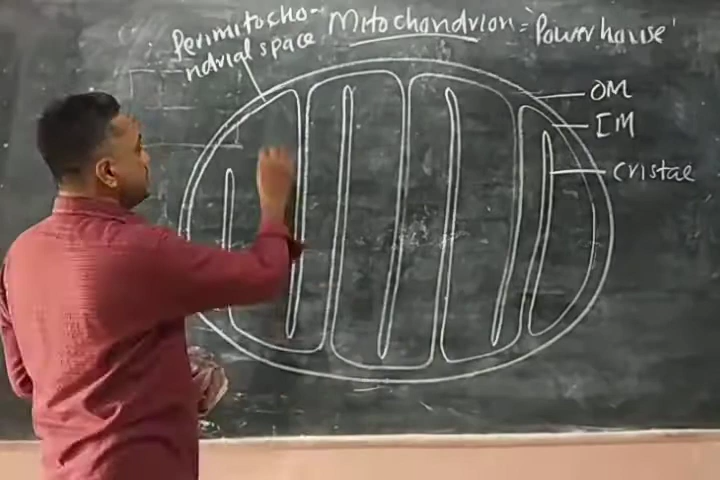 Perimitocho-
ndrial space
Mitochondrion = 'Powerhouse'
OM
IM
cristae